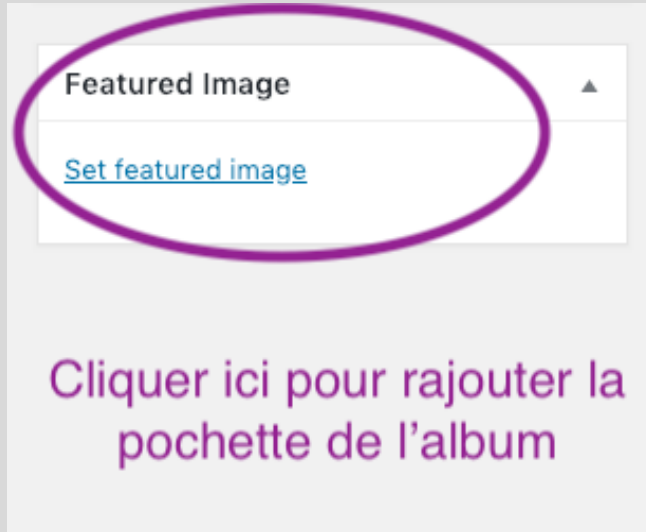 Featured Image
Set featured image
Cliquer ici pour rajouter la
pochette de l’album